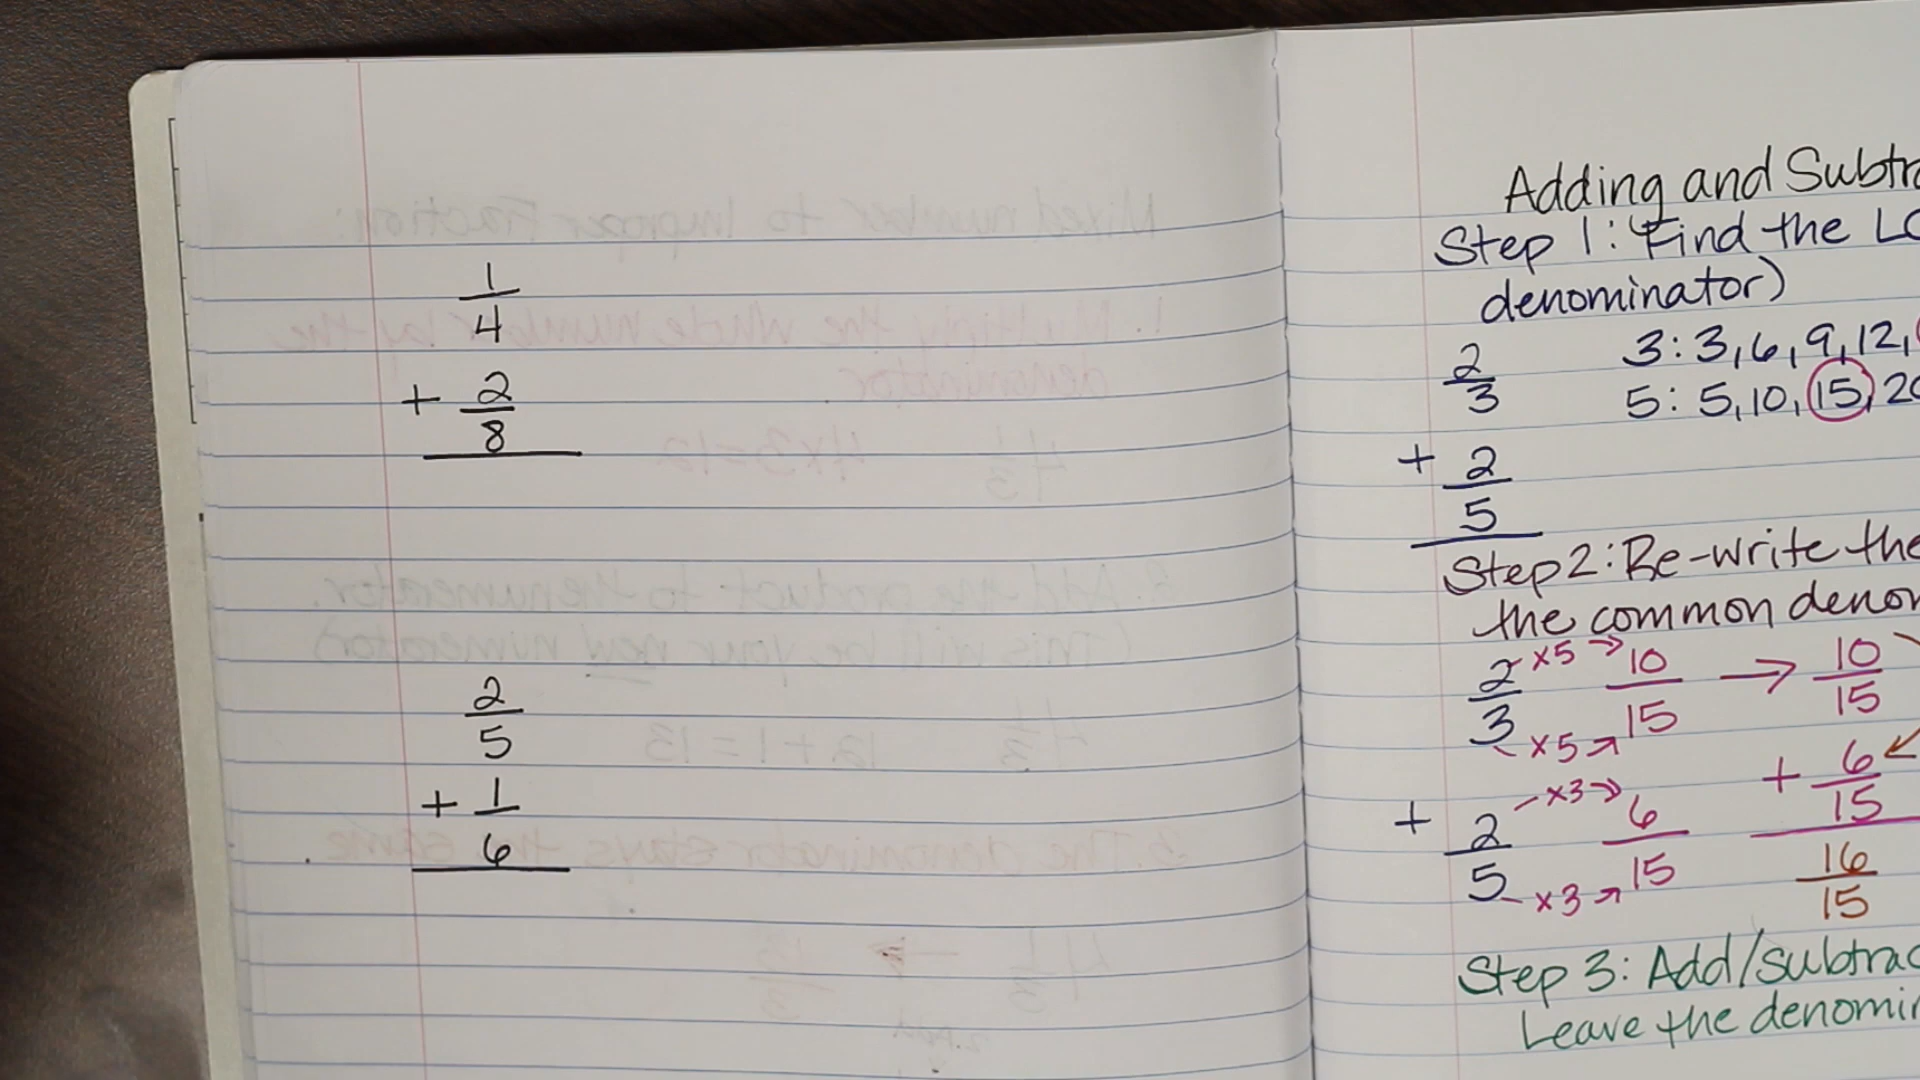 1
4
+ 2
8
2
5
+ 1
6
Adding and Subtra
Step 1: Find the LC
denominator)
2
3
3: 3, 6, 9, 12,
5: 5, 10, 15, 20
+ 2
5
Step 2: Re-write the
the common denom
2 ×5 → 10 → 10
3 ×5 → 15 15
+ 2 ×3 → 6 + 6
5 ×3 → 15 15
16
15
Step 3: Add/subtrac
Leave the denomin